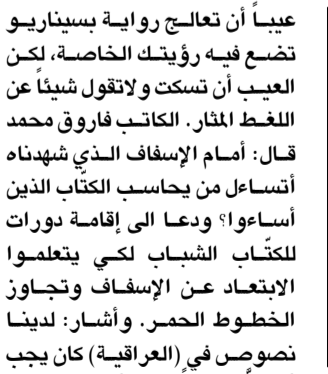 عيباً أن تعالج رواية بسيناريو
تضع فيه رؤيتك الخاصة، لكن
العيب أن تسكت ولاتقول شيئاً عن
اللغط المثار. الكاتب فاروق محمد
قال: أمام الإسفاف الذي شهدناه
أتساءل من يحاسب الكتّاب الذين
أساءوا؟ ودعا الى إقامة دورات
للكتّاب الشباب لكي يتعلموا
الابتعاد عن الإسفاف وتجاوز
الخطوط الحمر. وأشار: لدينا
نصوص في (العراقية) كان يجب